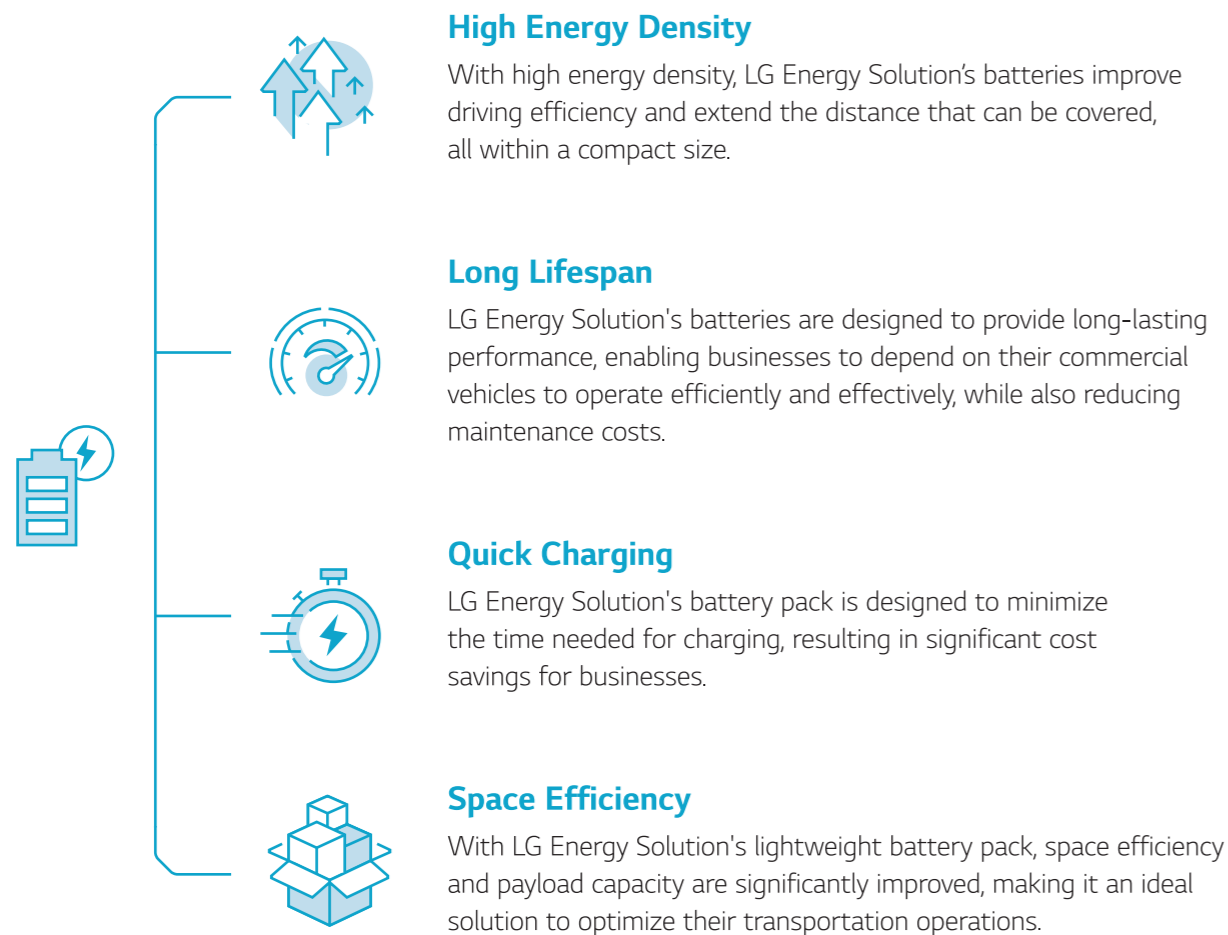 High Energy Density
With high energy density, LG Energy Solution’s batteries improve
driving efficiency and extend the distance that can be covered,
all within a compact size.
Long Lifespan
LG Energy Solution's batteries are designed to provide long-lasting
performance, enabling businesses to depend on their commercial
vehicles to operate efficiently and effectively, while also reducing
maintenance costs.
Quick Charging
LG Energy Solution's battery pack is designed to minimize
the time needed for charging, resulting in significant cost
savings for businesses.
Space Efficiency
With LG Energy Solution's lightweight battery pack, space efficiency
and payload capacity are significantly improved, making it an ideal
solution to optimize their transportation operations.